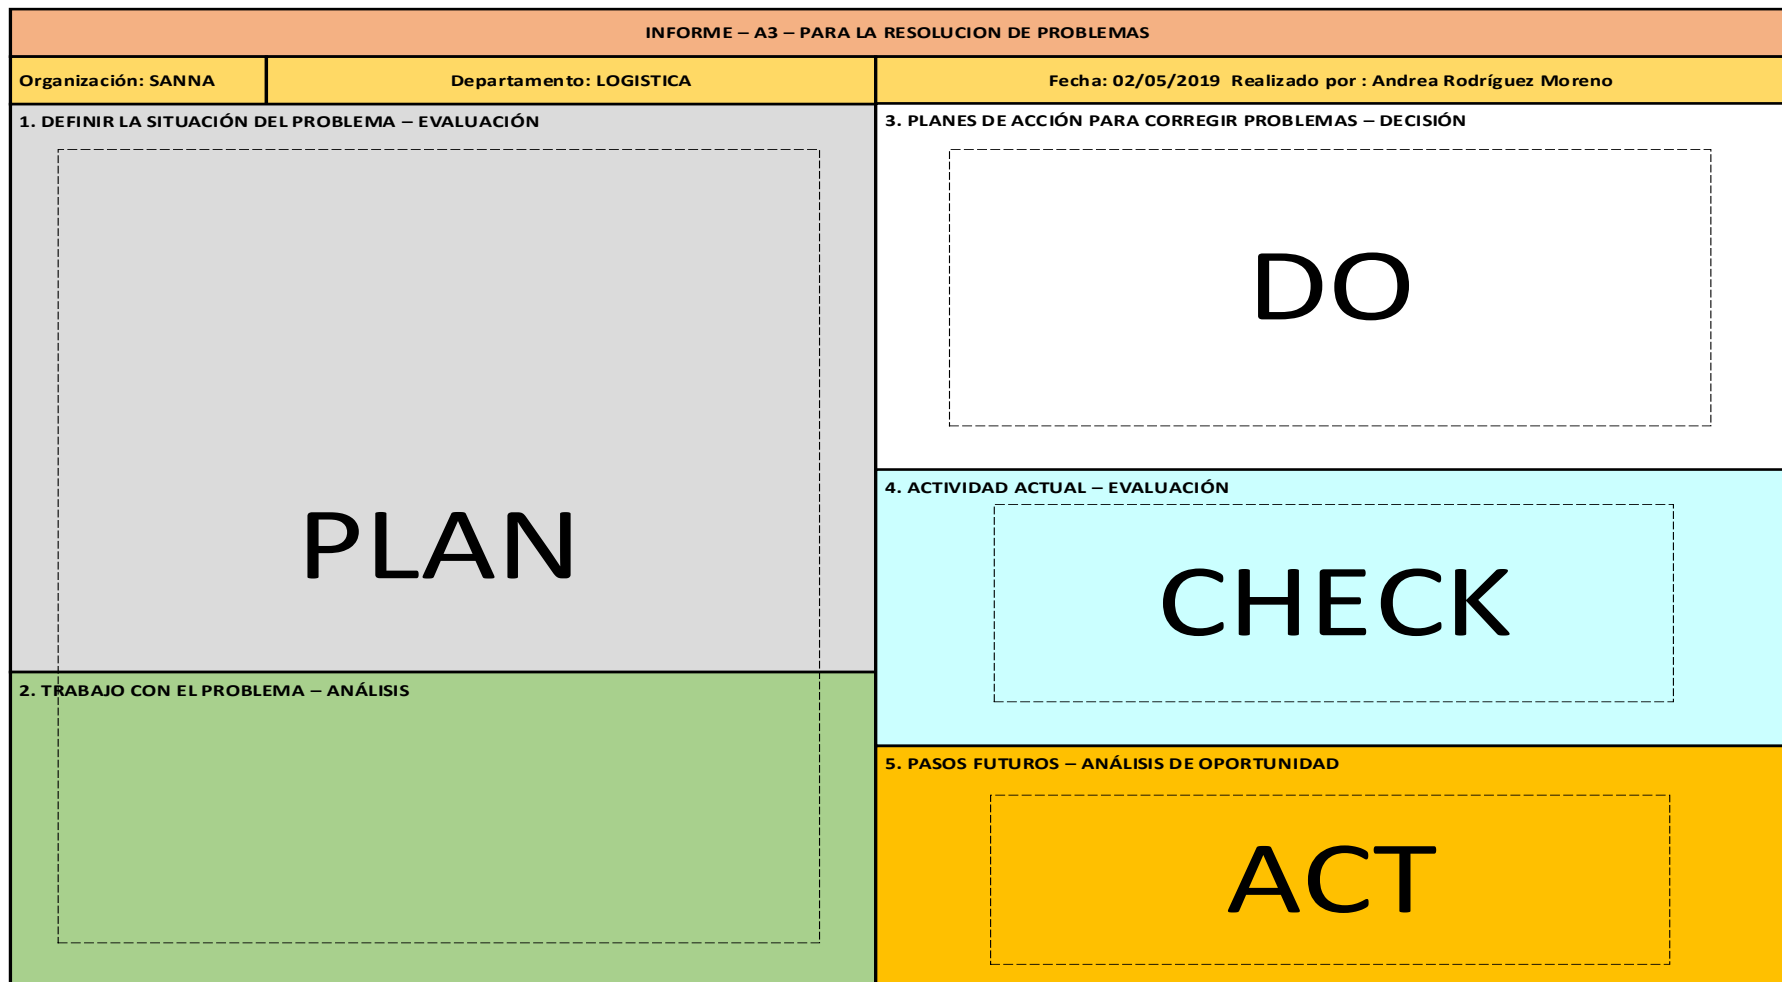 INFORME – A3 – PARA LA RESOLUCION DE PROBLEMAS
Organización: SANNA
Departamento: LOGISTICA
Fecha: 02/05/2019 Realizado por : Andrea Rodríguez Moreno
1. DEFINIR LA SITUACIÓN DEL PROBLEMA – EVALUACIÓN
PLAN
2. TRABAJO CON EL PROBLEMA – ANÁLISIS
3. PLANES DE ACCIÓN PARA CORREGIR PROBLEMAS – DECISIÓN
DO
4. ACTIVIDAD ACTUAL – EVALUACIÓN
CHECK
5. PASOS FUTUROS – ANÁLISIS DE OPORTUNIDAD
ACT